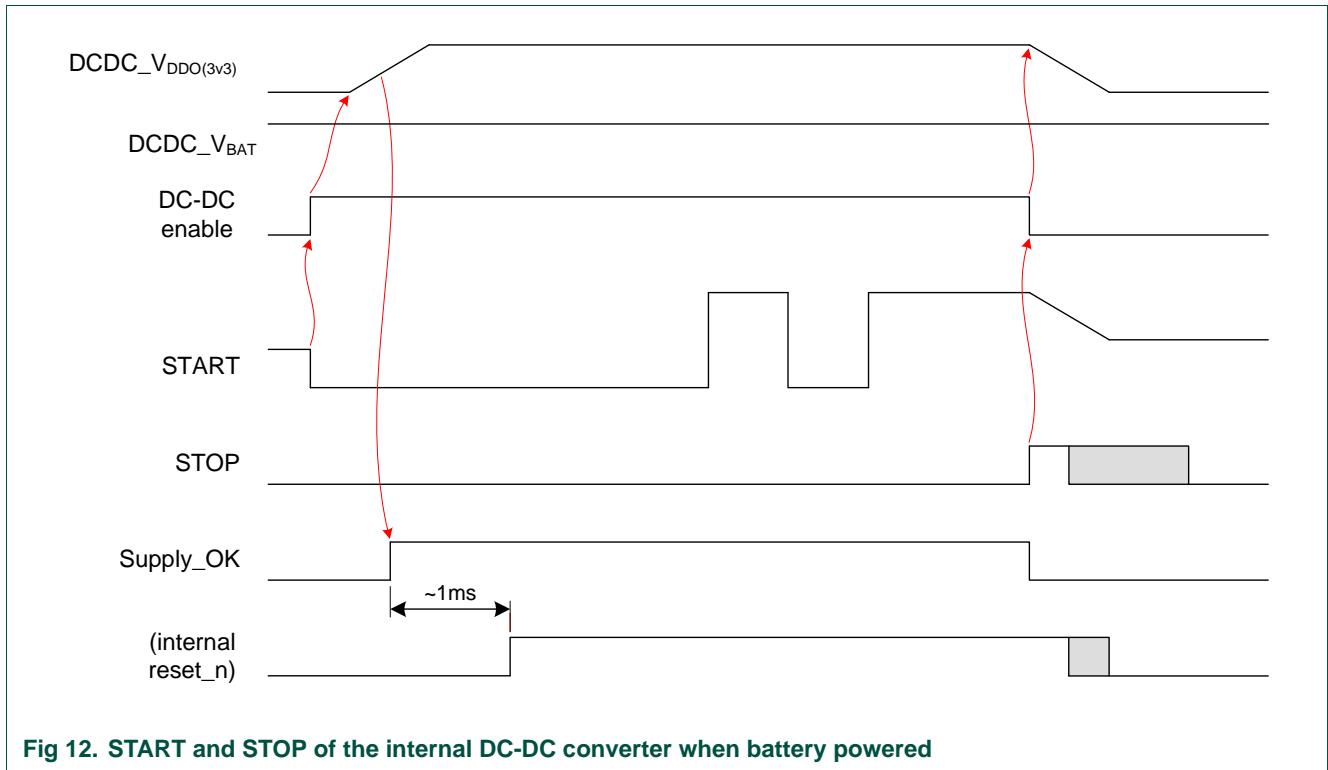 DCDC_VDDO(3v3)
DCDC_VBAT
DC-DC
enable
START
STOP
Supply_OK
~1ms
(internal
reset_n)
Fig 12. START and STOP of the internal DC-DC converter when battery powered